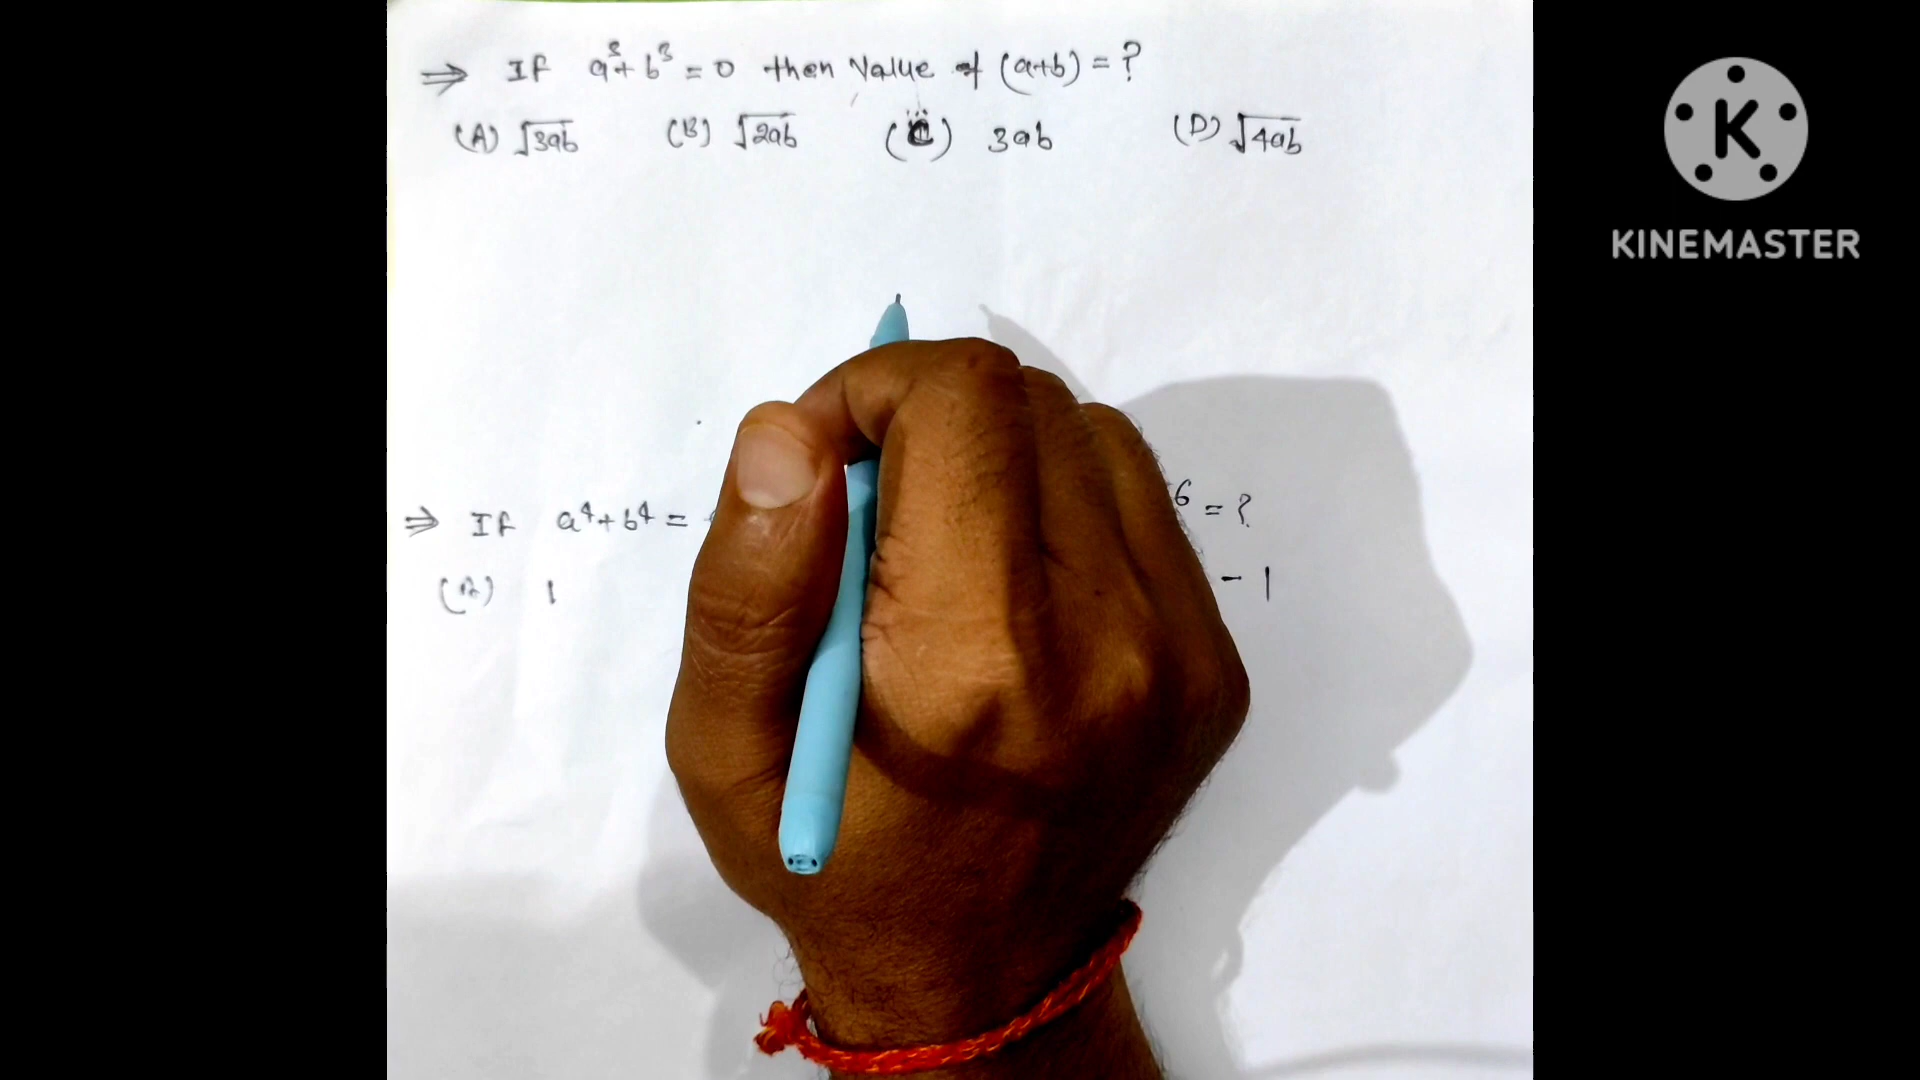 ⇒ If a³+b³ = 0 then Value of (a+b) = ?
(A) √3ab (B) √2ab (C) 3ab (D) √4ab
⇒ If a⁴+b⁴ = 6 = ?
(A) 1 - 1
K
KINEMASTER